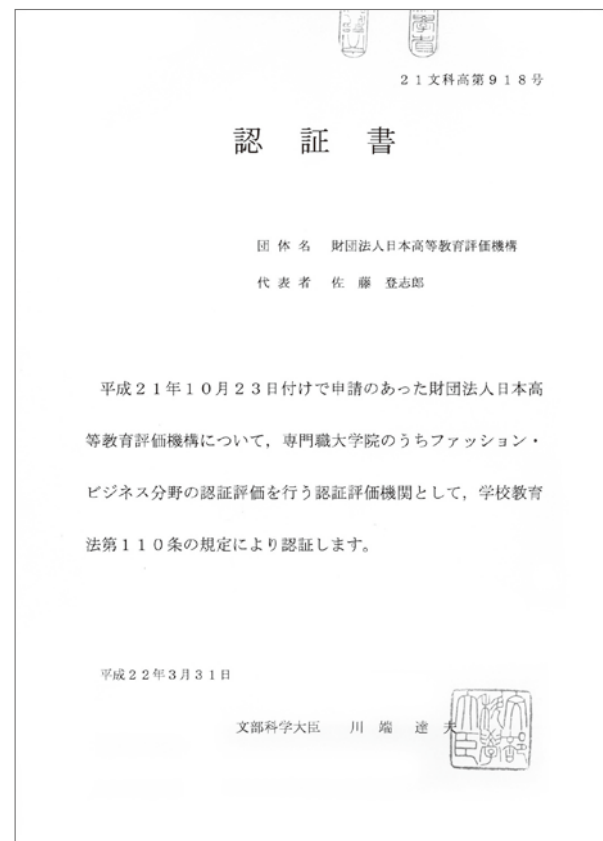 21文科高第918号
認証書
団体名 財団法人日本高等教育評価機構
代表者 佐藤 登志郎
平成21年10月23日付けで申請のあった財団法人日本高
等教育評価機構について，専門職大学院のうちファッション・
ビジネス分野の認証評価を行う認証評価機関として，学校教育
法第110条の規定により認証します。
平成22年3月31日
文部科学大臣 川端 達夫
文部科学大臣